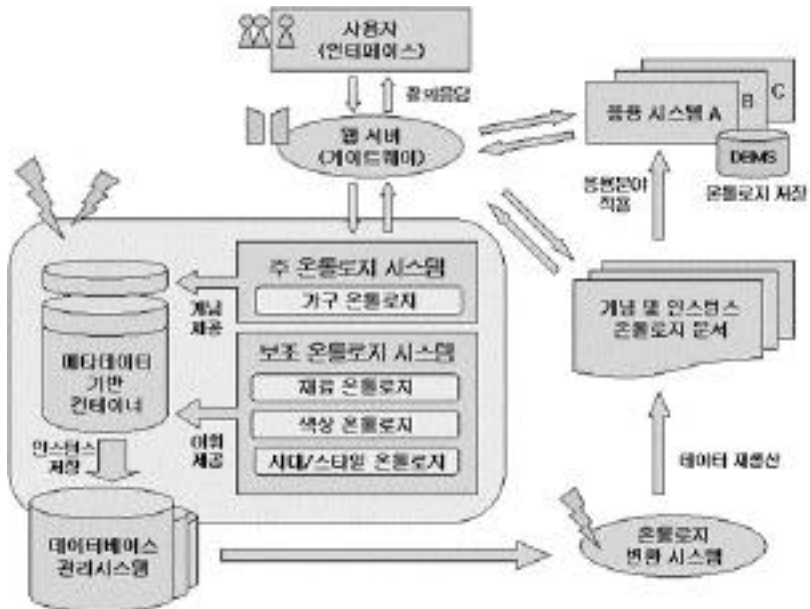 사용자
(인터페이스)
질의응답
웹 서버
(게이트웨이)
응용 시스템 A
B
C
DBMS
온톨로지 저장
응용분야
적용
주 온톨로지 시스템
가구 온톨로지
개념
제공
보조 온톨로지 시스템
재료 온톨로지
색상 온톨로지
시대/스타일 온톨로지
어휘
제공
메타데이터
기반
컨테이너
인스턴스
저장
데이터베이스
관리시스템
개념 및 인스턴스
온톨로지 문서
데이터 재생산
온톨로지
변환 시스템